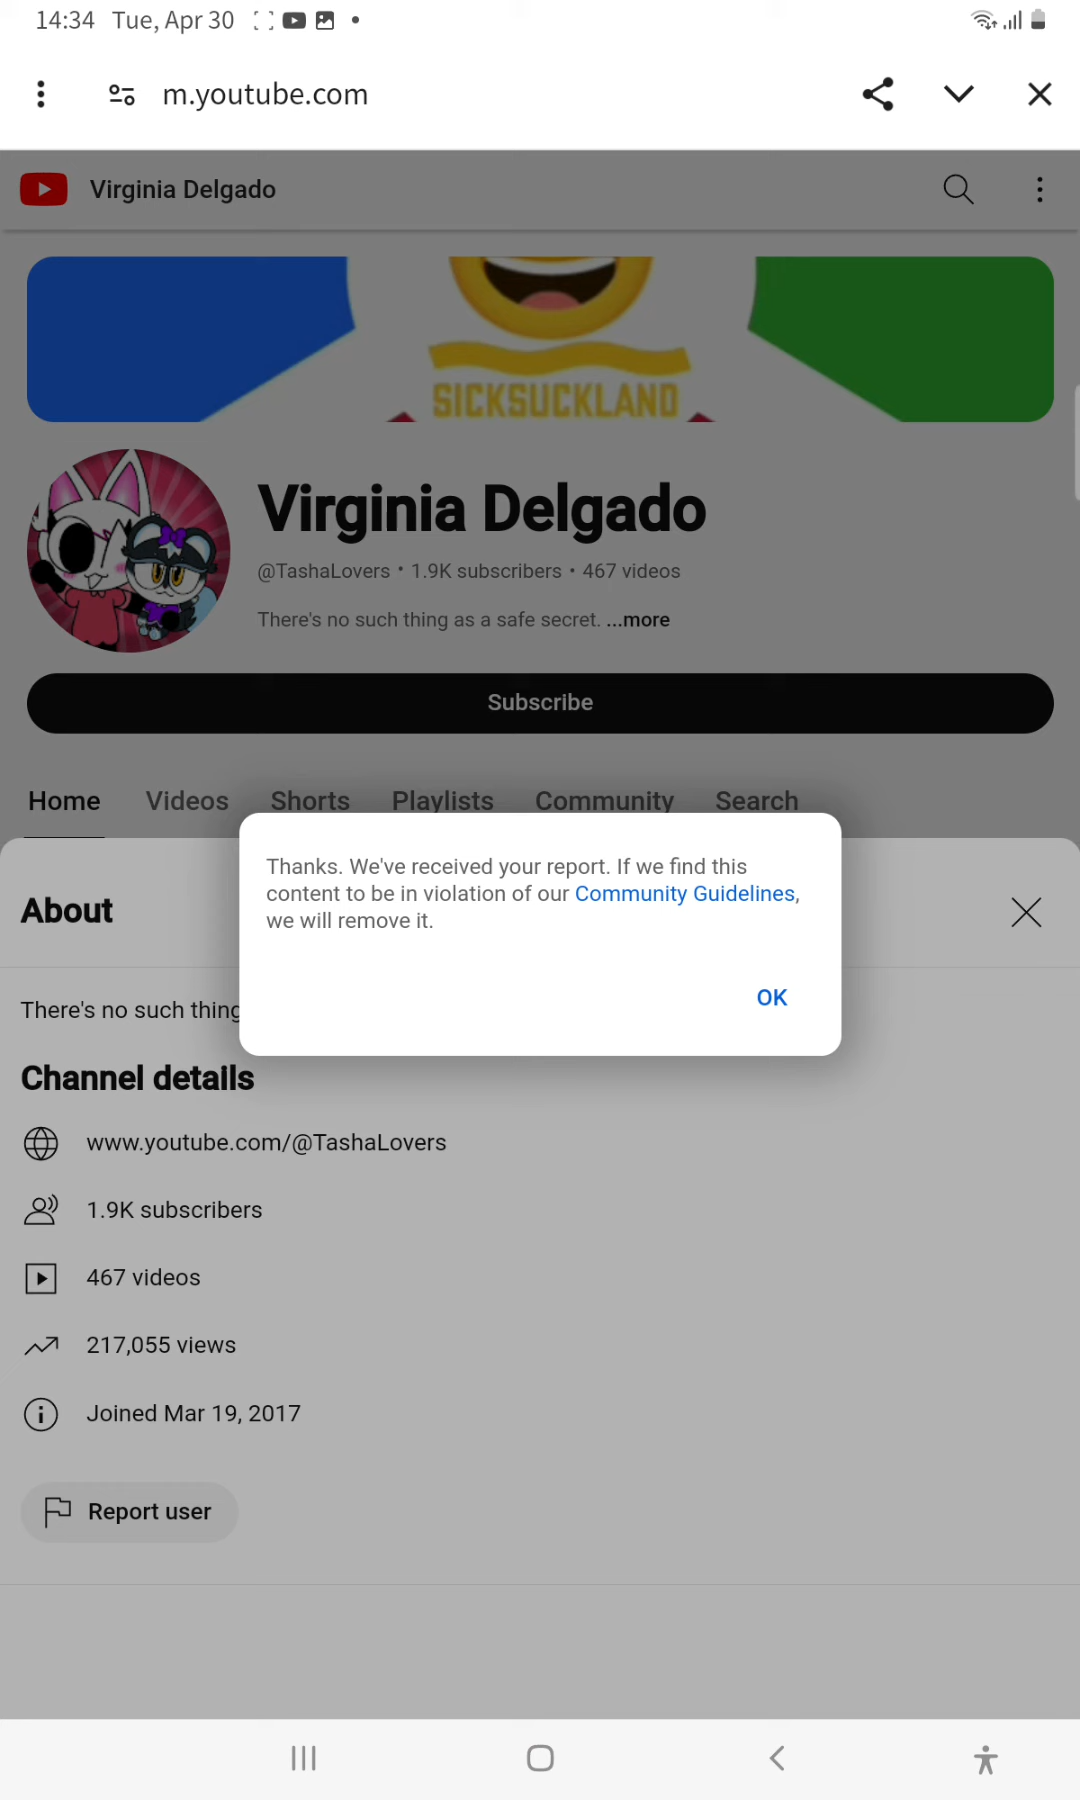 14:34 Tue, Apr 30
m.youtube.com
Virginia Delgado
SICKSUCKLAND
Virginia Delgado
@TashaLovers • 1.9K subscribers • 467 videos
There's no such thing as a safe secret. ...more
Subscribe
Home Videos Shorts Playlists Community Search
Thanks. We've received your report. If we find this
content to be in violation of our Community Guidelines,
we will remove it.
OK
About
There's no such thing
Channel details
www.youtube.com/@TashaLovers
1.9K subscribers
467 videos
217,055 views
Joined Mar 19, 2017
Report user